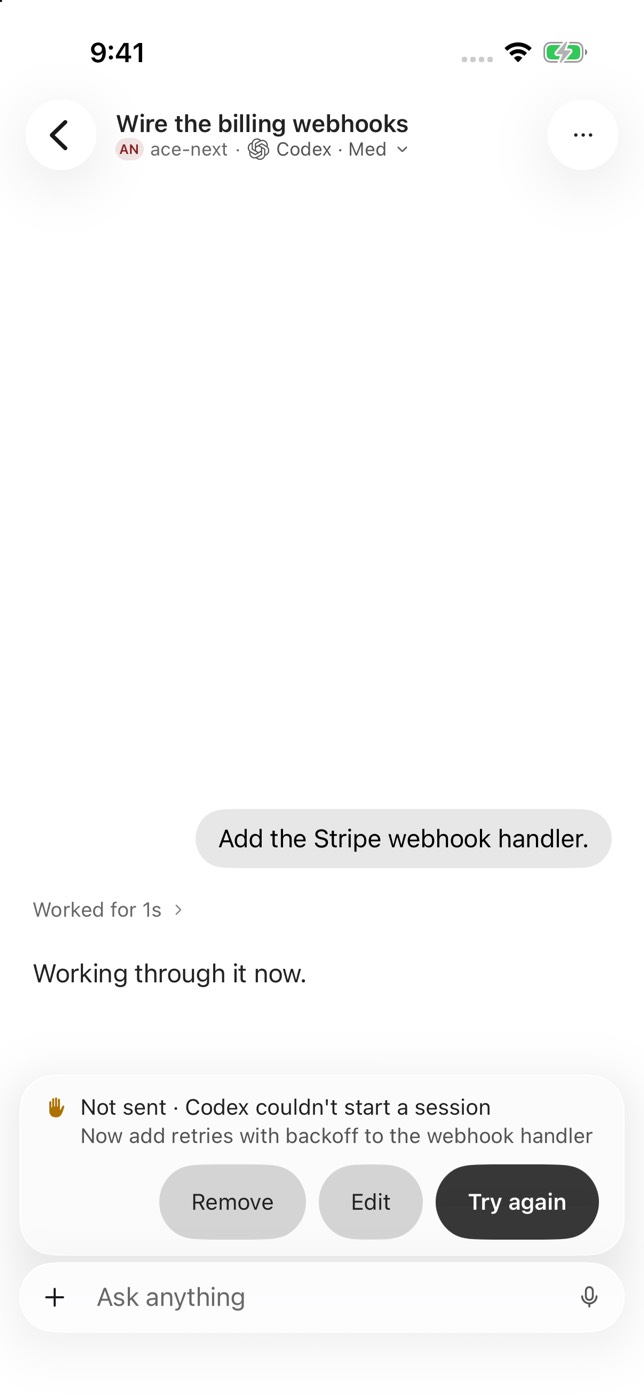 9:41
Wire the billing webhooks
AN ace-next · Codex · Med
Add the Stripe webhook handler.
Worked for 1s
Working through it now.
Not sent · Codex couldn't start a session
Now add retries with backoff to the webhook handler
Remove Edit Try again
Ask anything